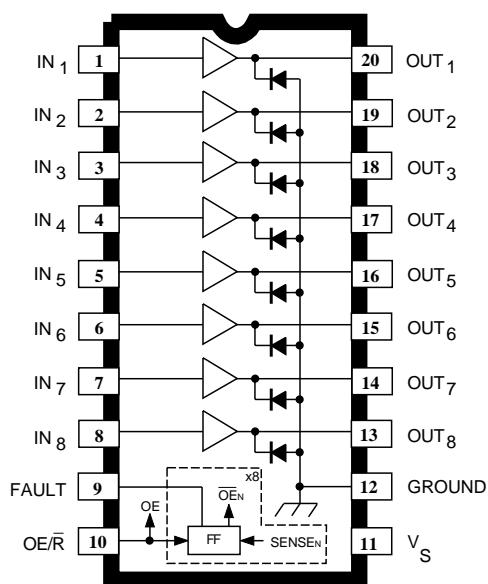 IN 1 1 20 OUT 1
IN 2 2 19 OUT 2
IN 3 3 18 OUT 3
IN 4 4 17 OUT 4
IN 5 5 16 OUT 5
IN 6 6 15 OUT 6
IN 7 7 14 OUT 7
IN 8 8 13 OUT 8
x8
FAULT 9 12 GROUND
OE OEN
OE/R 10 FF SENSEN 11 VS